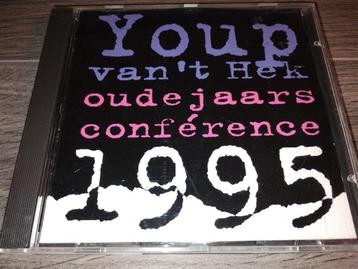 Youp
van't Hek
oudejaars
conférence
1995